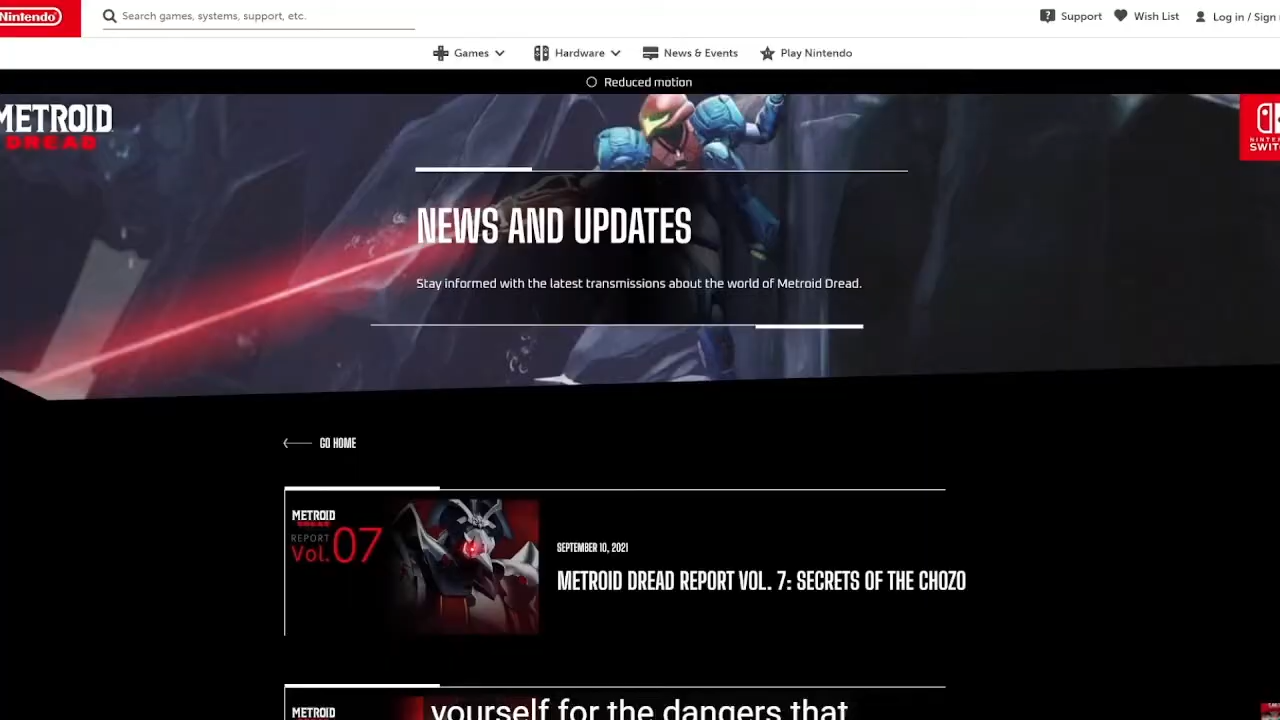 Nintendo
Search games, systems, support, etc.
Support
Wish List
Log in / Sign
Games
Hardware
News & Events
Play Nintendo
Reduced motion
METROID
DREAD
NINTEN
SWITC
NEWS AND UPDATES
Stay informed with the latest transmissions about the world of Metroid Dread.
GO HOME
METROID
DREAD
REPORT
Vol.07
SEPTEMBER 10, 2021
METROID DREAD REPORT VOL. 7: SECRETS OF THE CHOZO
METROID
yourself for the dangers that